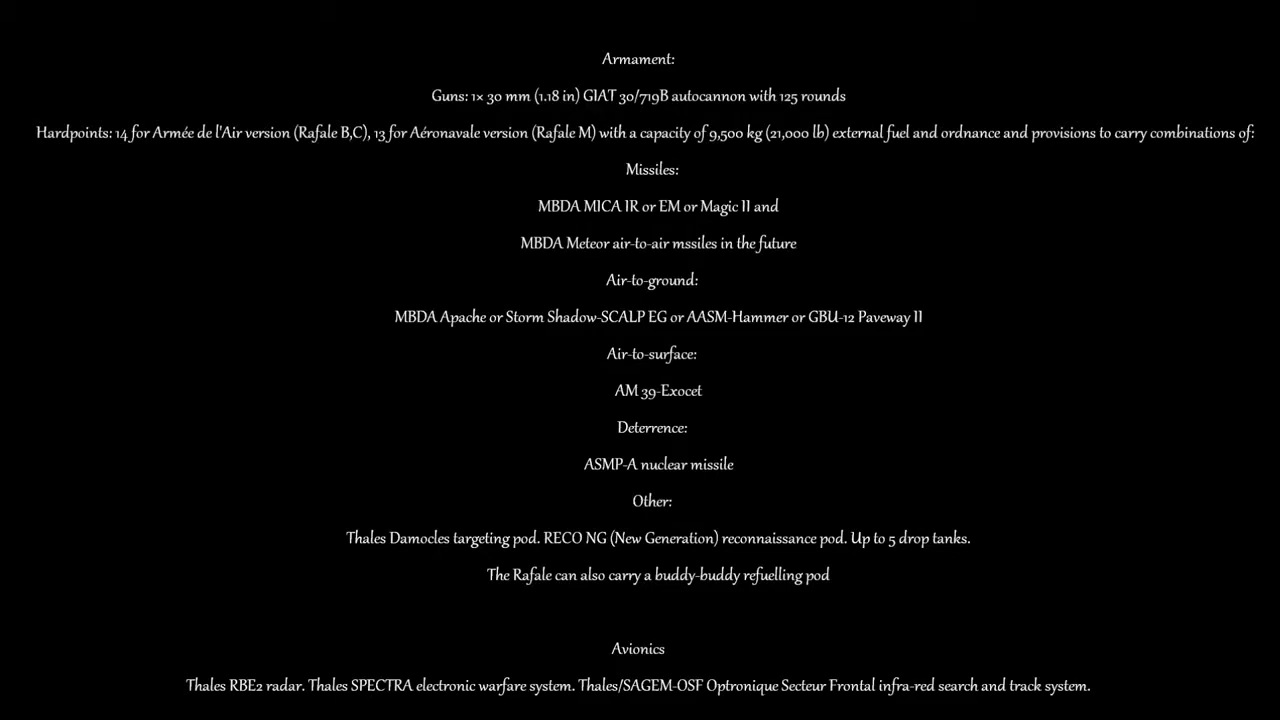 Armament:
Guns: 1× 30 mm (1.18 in) GIAT 30/719B autocannon with 125 rounds
Hardpoints: 14 for Armée de l'Air version (Rafale B,C), 13 for Aéronavale version (Rafale M) with a capacity of 9,500 kg (21,000 lb) external fuel and ordnance and provisions to carry combinations of:
Missiles:
MBDA MICA IR or EM or Magic II and
MBDA Meteor air-to-air mssiles in the future
Air-to-ground:
MBDA Apache or Storm Shadow-SCALP EG or AASM-Hammer or GBU-12 Paveway II
Air-to-surface:
AM 39-Exocet
Deterrence:
ASMP-A nuclear missile
Other:
Thales Damocles targeting pod. RECO NG (New Generation) reconnaissance pod. Up to 5 drop tanks.
The Rafale can also carry a buddy-buddy refuelling pod
Avionics
Thales RBE2 radar. Thales SPECTRA electronic warfare system. Thales/SAGEM-OSF Optronique Secteur Frontal infra-red search and track system.